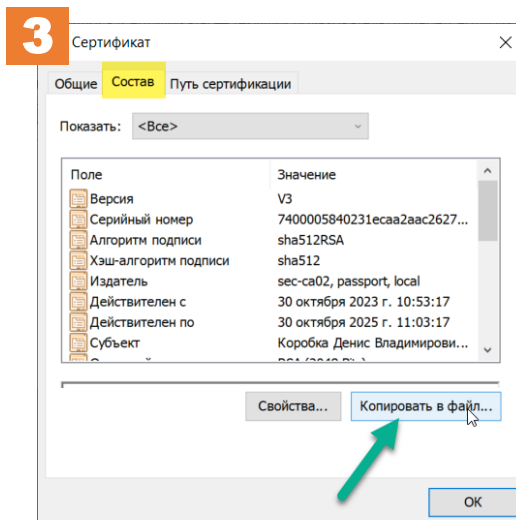 3
Сертификат
Общие Состав Путь сертификации
Показать: <Все>
Поле Значение
Версия V3
Серийный номер 7400005840231ecaa2aac2627...
Алгоритм подписи sha512RSA
Хэш-алгоритм подписи sha512
Издатель sec-ca02, passport, local
Действителен с 30 октября 2023 г. 10:53:17
Действителен по 30 октября 2025 г. 11:03:17
Субъект Коробка Денис Владимирови...
Свойства... Копировать в файл...
ОК